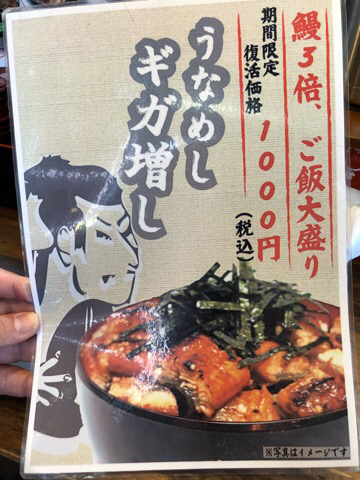 鰻3倍、ご飯大盛り
期間限定
復活価格
1000円
(税込)
うなめし
ギガ増し
※写真はイメージです